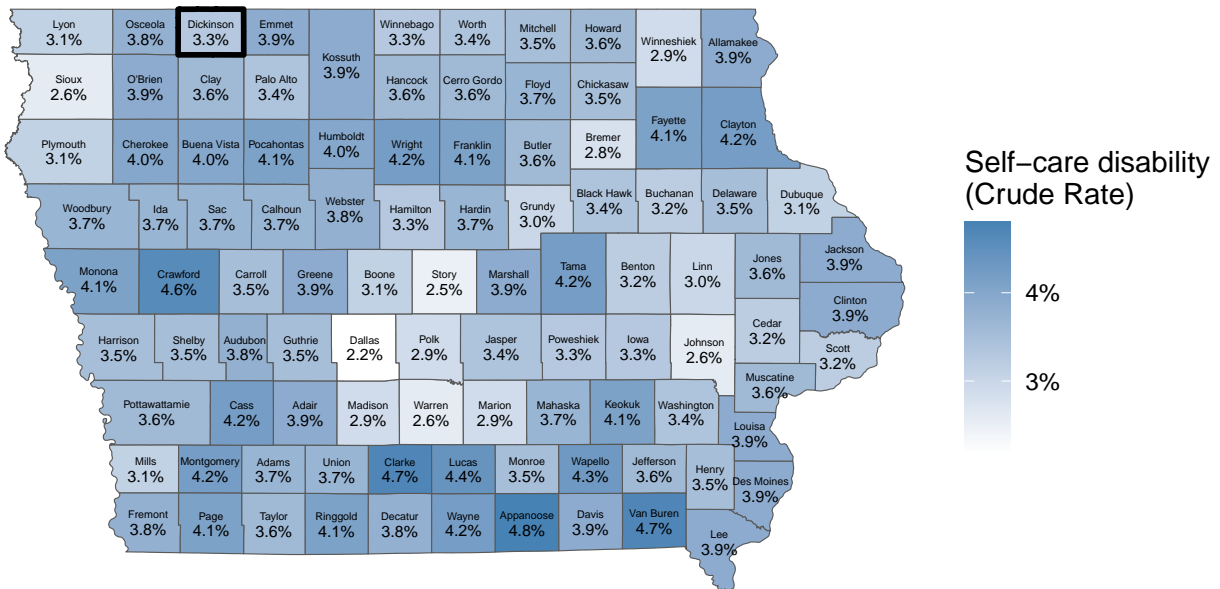 Lyon
3.1%
Osceola
3.8%
Dickinson
3.3%
Emmet
3.9%
Kossuth
3.9%
Winnebago
3.3%
Worth
3.4%
Mitchell
3.5%
Howard
3.6%
Winneshiek
2.9%
Allamakee
3.9%
Sioux
2.6%
O'Brien
3.9%
Clay
3.6%
Palo Alto
3.4%
Hancock
3.6%
Cerro Gordo
3.6%
Floyd
3.7%
Chickasaw
3.5%
Fayette
4.1%
Clayton
4.2%
Plymouth
3.1%
Cherokee
4.0%
Buena Vista
4.0%
Pocahontas
4.1%
Humboldt
4.0%
Wright
4.2%
Franklin
4.1%
Butler
3.6%
Bremer
2.8%
Woodbury
3.7%
Ida
3.7%
Sac
3.7%
Calhoun
3.7%
Webster
3.8%
Hamilton
3.3%
Hardin
3.7%
Grundy
3.0%
Black Hawk
3.4%
Buchanan
3.2%
Delaware
3.5%
Dubuque
3.1%
Monona
4.1%
Crawford
4.6%
Carroll
3.5%
Greene
3.9%
Boone
3.1%
Story
2.5%
Marshall
3.9%
Tama
4.2%
Benton
3.2%
Linn
3.0%
Jones
3.6%
Jackson
3.9%
Clinton
3.9%
Harrison
3.5%
Shelby
3.5%
Audubon
3.8%
Guthrie
3.5%
Dallas
2.2%
Polk
2.9%
Jasper
3.4%
Poweshiek
3.3%
Iowa
3.3%
Johnson
2.6%
Cedar
3.2%
Scott
3.2%
Muscatine
3.6%
Pottawattamie
3.6%
Cass
4.2%
Adair
3.9%
Madison
2.9%
Warren
2.6%
Marion
2.9%
Mahaska
3.7%
Keokuk
4.1%
Washington
3.4%
Louisa
3.9%
Mills
3.1%
Montgomery
4.2%
Adams
3.7%
Union
3.7%
Clarke
4.7%
Lucas
4.4%
Monroe
3.5%
Wapello
4.3%
Jefferson
3.6%
Henry
3.5%
Des Moines
3.9%
Fremont
3.8%
Page
4.1%
Taylor
3.6%
Ringgold
4.1%
Decatur
3.8%
Wayne
4.2%
Appanoose
4.8%
Davis
3.9%
Van Buren
4.7%
Lee
3.9%
Self−care disability
(Crude Rate)
4%
3%